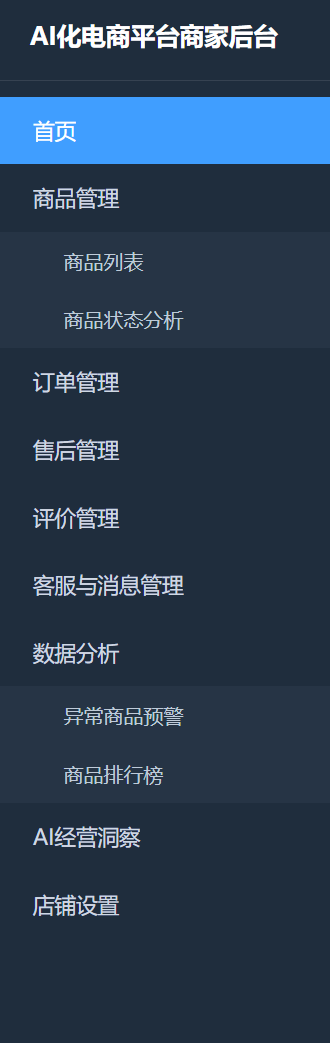 AI化电商平台商家后台
首页
商品管理
商品列表
商品状态分析
订单管理
售后管理
评价管理
客服与消息管理
数据分析
异常商品预警
商品排行榜
AI经营洞察
店铺设置